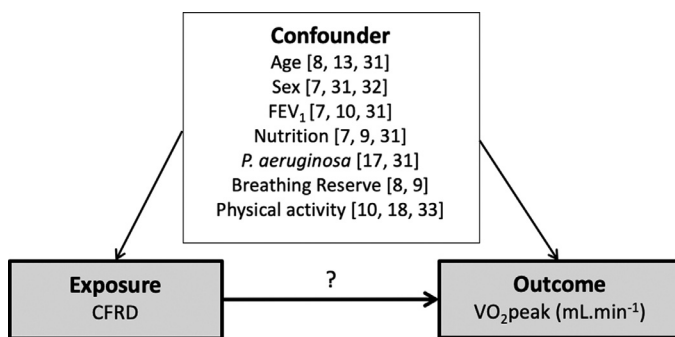 Confounder
Age [8, 13, 31]
Sex [7, 31, 32]
FEV₁ [7, 10, 31]
Nutrition [7, 9, 31]
P. aeruginosa [17, 31]
Breathing Reserve [8, 9]
Physical activity [10, 18, 33]
?
Exposure
CFRD
Outcome
VO₂peak (mL.min⁻¹)